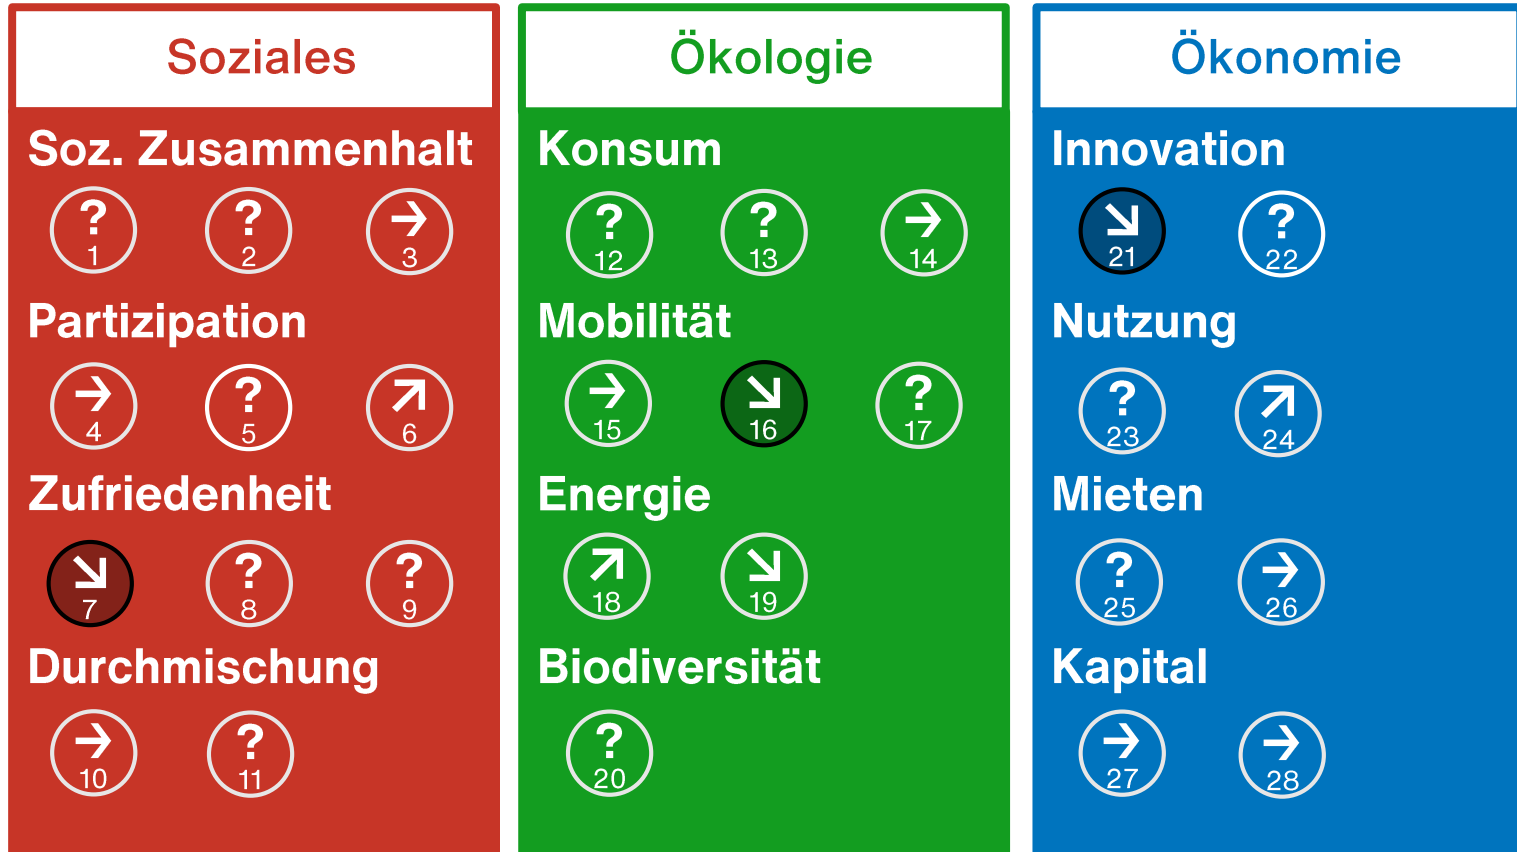 Soziales
Soz. Zusammenhalt
? ? →
1 2 3
Partizipation
→ ? ↗
4 5 6
Zufriedenheit
↘ ? ?
7 8 9
Durchmischung
→ ?
10 11
Ökologie
Konsum
? ? →
12 13 14
Mobilität
→ ↘ ?
15 16 17
Energie
↗ ↘
18 19
Biodiversität
?
20
Ökonomie
Innovation
↘ ?
21 22
Nutzung
? ↗
23 24
Mieten
? →
25 26
Kapital
→ →
27 28